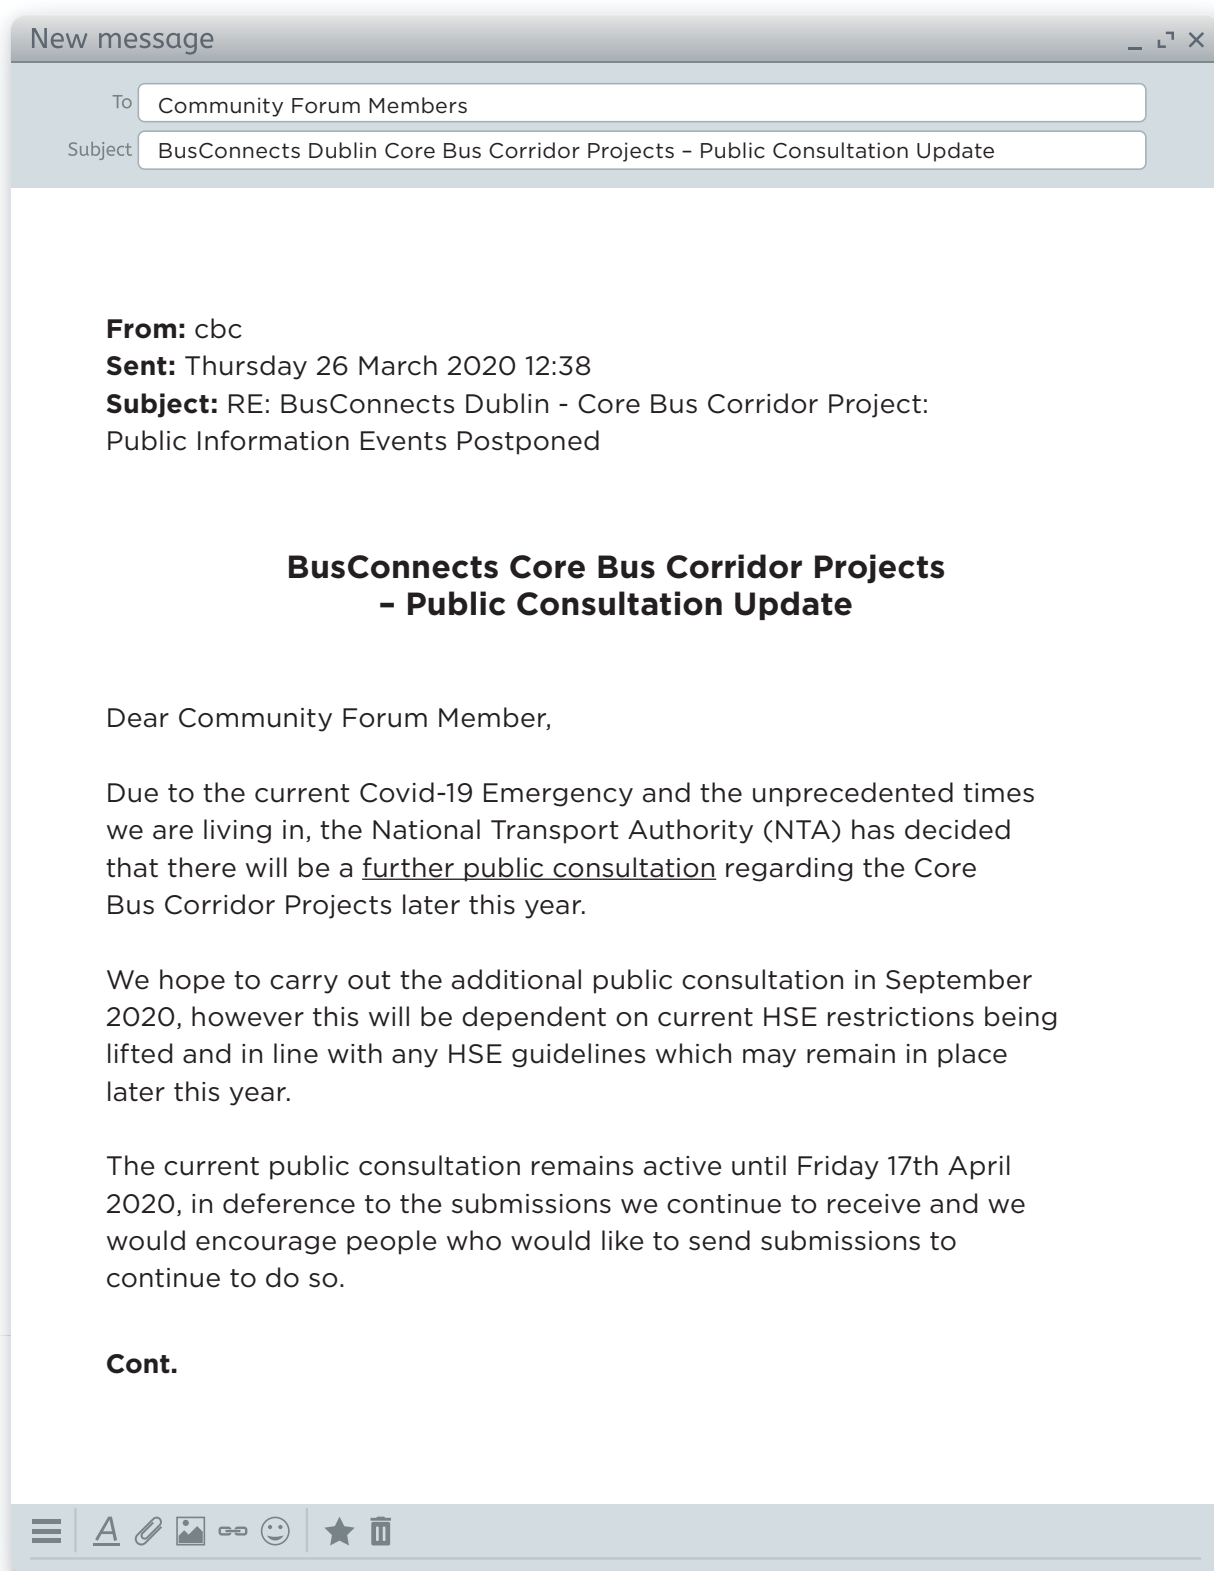 New message
To Community Forum Members
Subject BusConnects Dublin Core Bus Corridor Projects – Public Consultation Update
From: cbc
Sent: Thursday 26 March 2020 12:38
Subject: RE: BusConnects Dublin - Core Bus Corridor Project:
Public Information Events Postponed
BusConnects Core Bus Corridor Projects
– Public Consultation Update
Dear Community Forum Member,
Due to the current Covid-19 Emergency and the unprecedented times
we are living in, the National Transport Authority (NTA) has decided
that there will be a further public consultation regarding the Core
Bus Corridor Projects later this year.
We hope to carry out the additional public consultation in September
2020, however this will be dependent on current HSE restrictions being
lifted and in line with any HSE guidelines which may remain in place
later this year.
The current public consultation remains active until Friday 17th April
2020, in deference to the submissions we continue to receive and we
would encourage people who would like to send submissions to
continue to do so.
Cont.
A